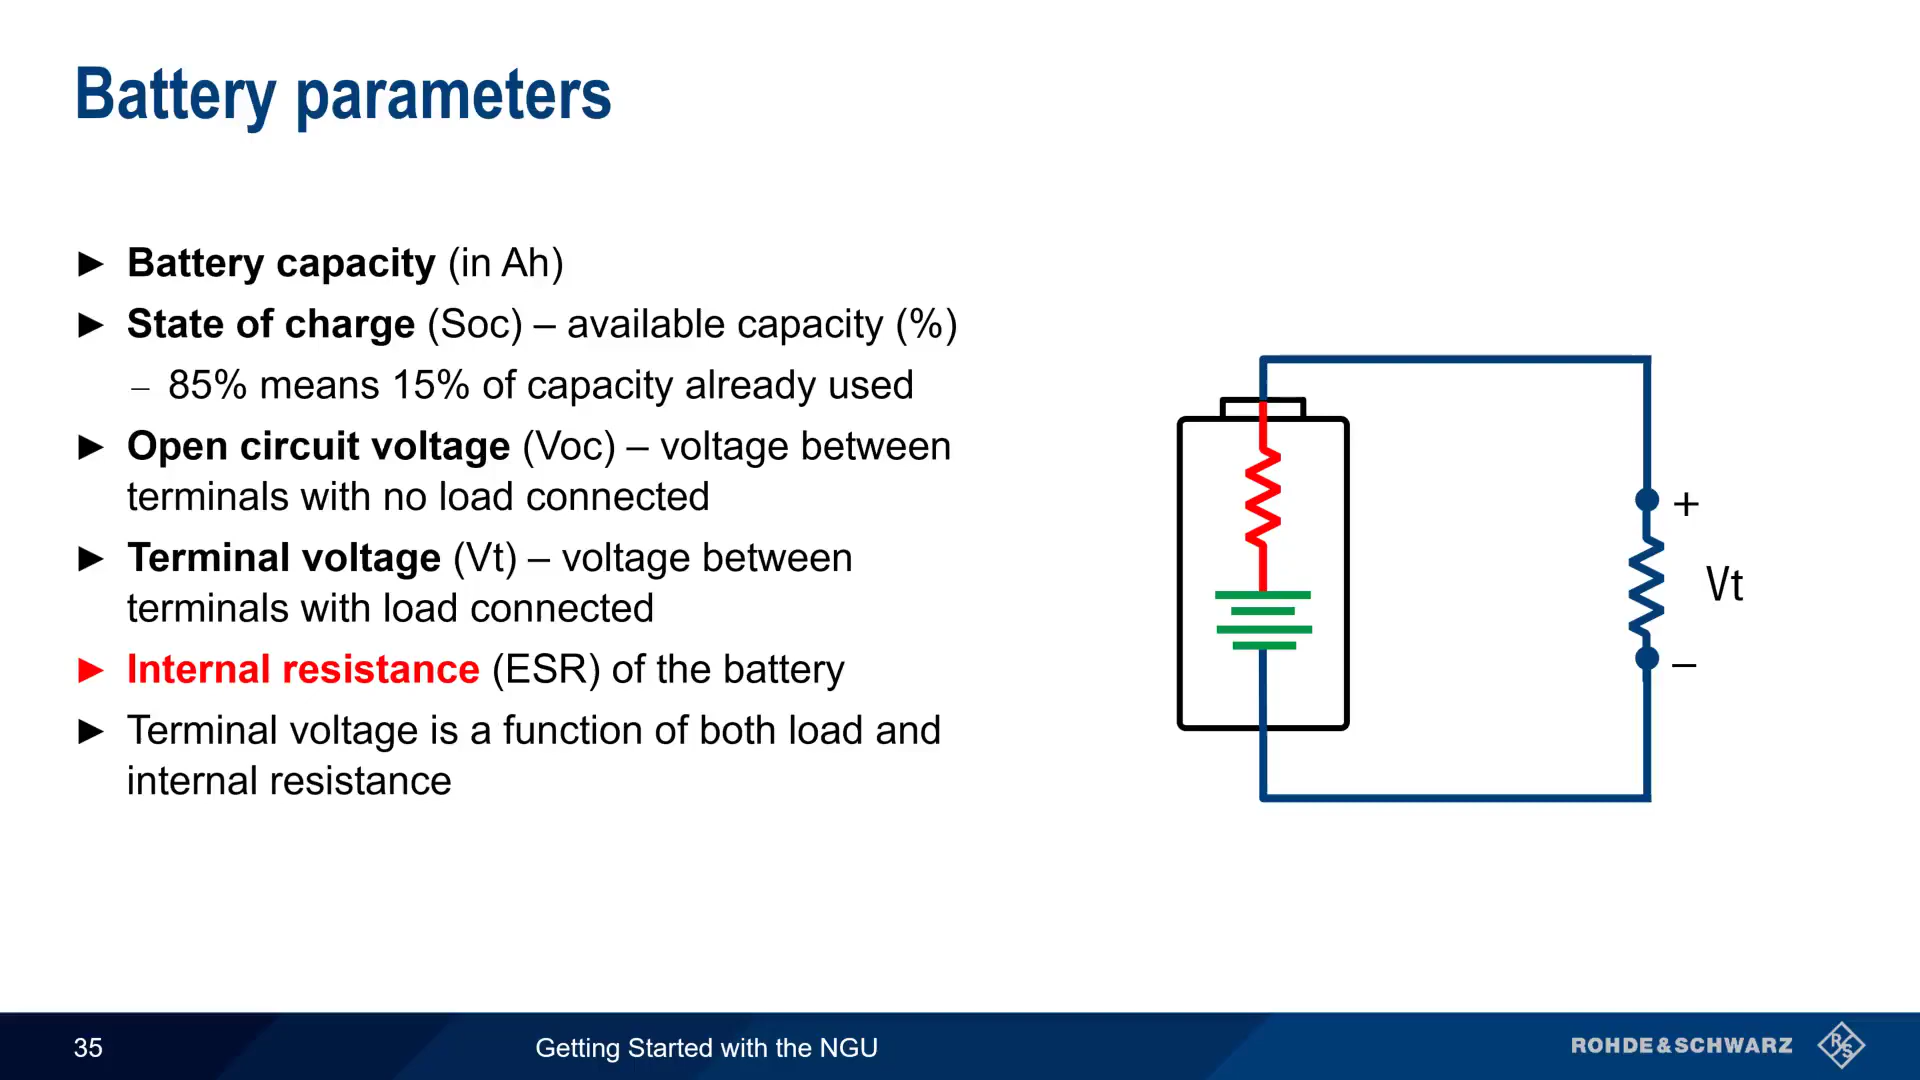 Battery parameters
► Battery capacity (in Ah)
► State of charge (Soc) – available capacity (%)
– 85% means 15% of capacity already used
► Open circuit voltage (Voc) – voltage between
terminals with no load connected
► Terminal voltage (Vt) – voltage between
terminals with load connected
► Internal resistance (ESR) of the battery
► Terminal voltage is a function of both load and
internal resistance
+
Vt
–
35
Getting Started with the NGU
ROHDE&SCHWARZ
R&S